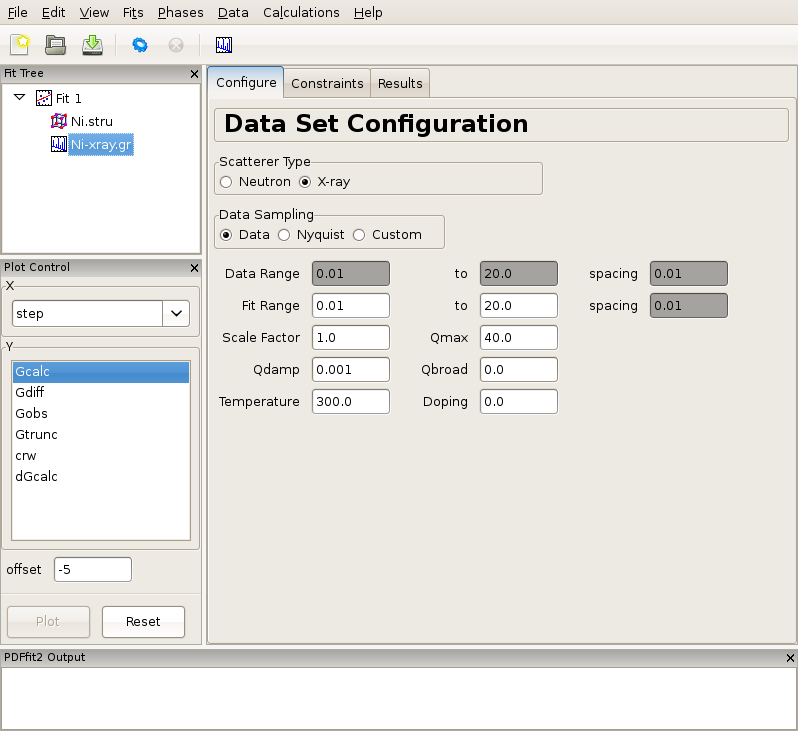 File Edit View Fits Phases Data Calculations Help
Fit Tree
Fit 1
Ni.stru
Ni-xray.gr
Plot Control
X
step
Y
Gcalc
Gdiff
Gobs
Gtrunc
crw
dGcalc
offset -5
Plot Reset
Configure Constraints Results
Data Set Configuration
Scatterer Type
Neutron X-ray
Data Sampling
Data Nyquist Custom
Data Range 0.01 to 20.0 spacing 0.01
Fit Range 0.01 to 20.0 spacing 0.01
Scale Factor 1.0 Qmax 40.0
Qdamp 0.001 Qbroad 0.0
Temperature 300.0 Doping 0.0
PDFfit2 Output